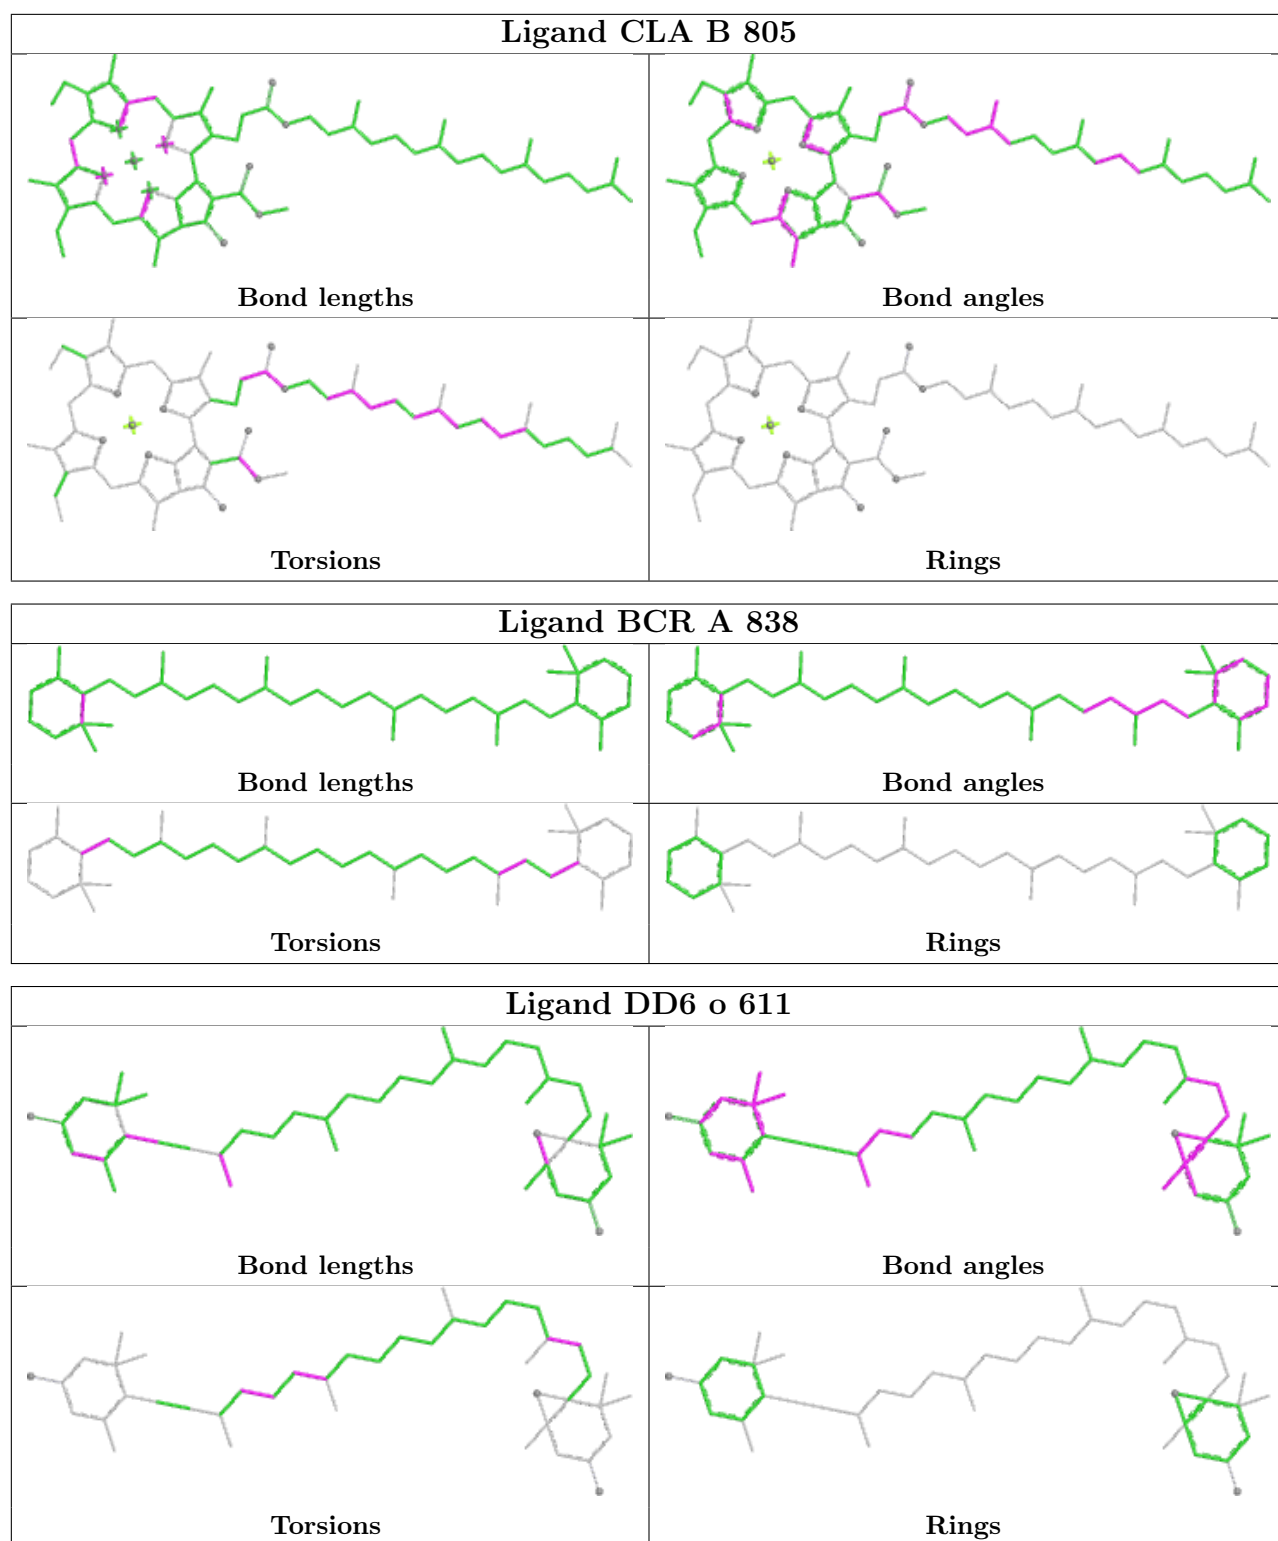 Ligand CLA B 805
Bond lengths
Bond angles
Torsions
Rings
Ligand BCR A 838
Bond lengths
Bond angles
Torsions
Rings
Ligand DD6 o 611
Bond lengths
Bond angles
Torsions
Rings